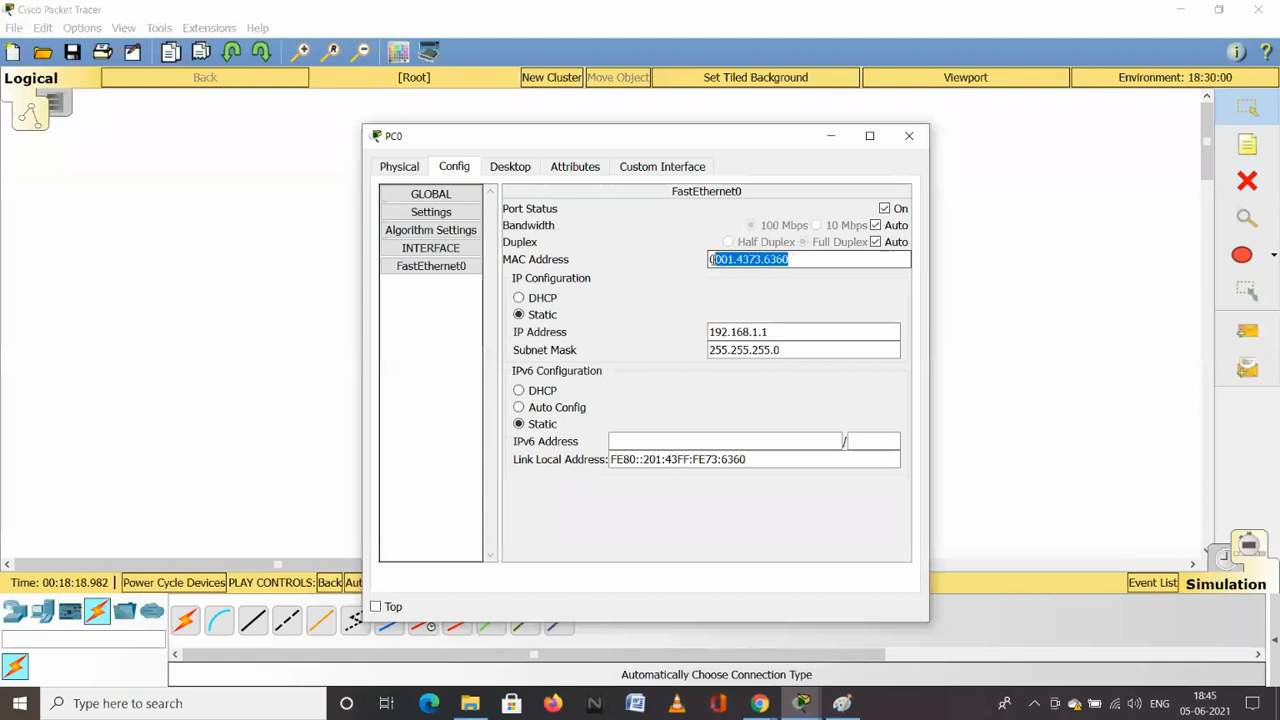 Cisco Packet Tracer
File Edit Options View Tools Extensions Help
Logical Back [Root] New Cluster Move Object Set Tiled Background Viewport Environment: 18:30:00
PC0
Physical Config Desktop Attributes Custom Interface
GLOBAL
Settings
Algorithm Settings
INTERFACE
FastEthernet0
FastEthernet0
Port Status On
Bandwidth 100 Mbps 10 Mbps Auto
Duplex Half Duplex Full Duplex Auto
MAC Address 0001.4373.6360
IP Configuration
DHCP
Static
IP Address 192.168.1.1
Subnet Mask 255.255.255.0
IPv6 Configuration
DHCP
Auto Config
Static
IPv6 Address /
Link Local Address: FE80::201:43FF:FE73:6360
Top
Time: 00:18:18.982 Power Cycle Devices PLAY CONTROLS: Back Event List Simulation
Automatically Choose Connection Type
Type here to search
ENG
18:45
05-06-2021